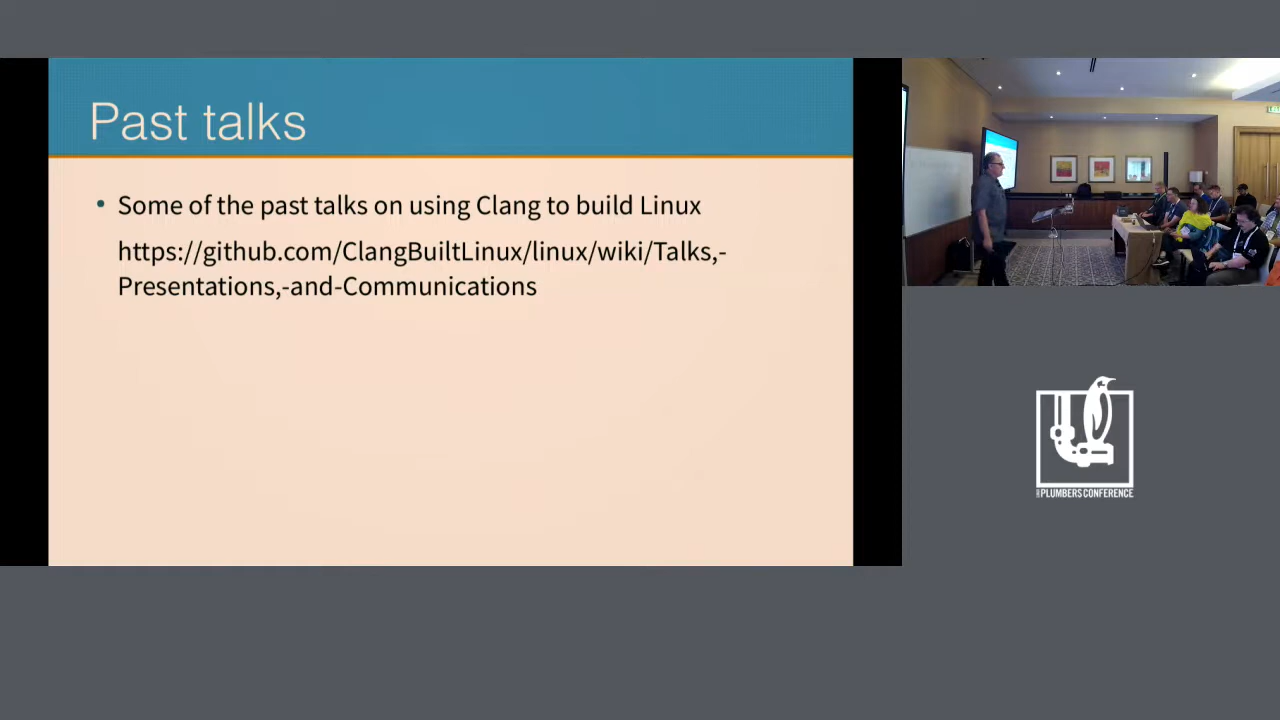 Past talks
• Some of the past talks on using Clang to build Linux
https://github.com/ClangBuiltLinux/linux/wiki/Talks,-
Presentations,-and-Communications
PLUMBERS CONFERENCE